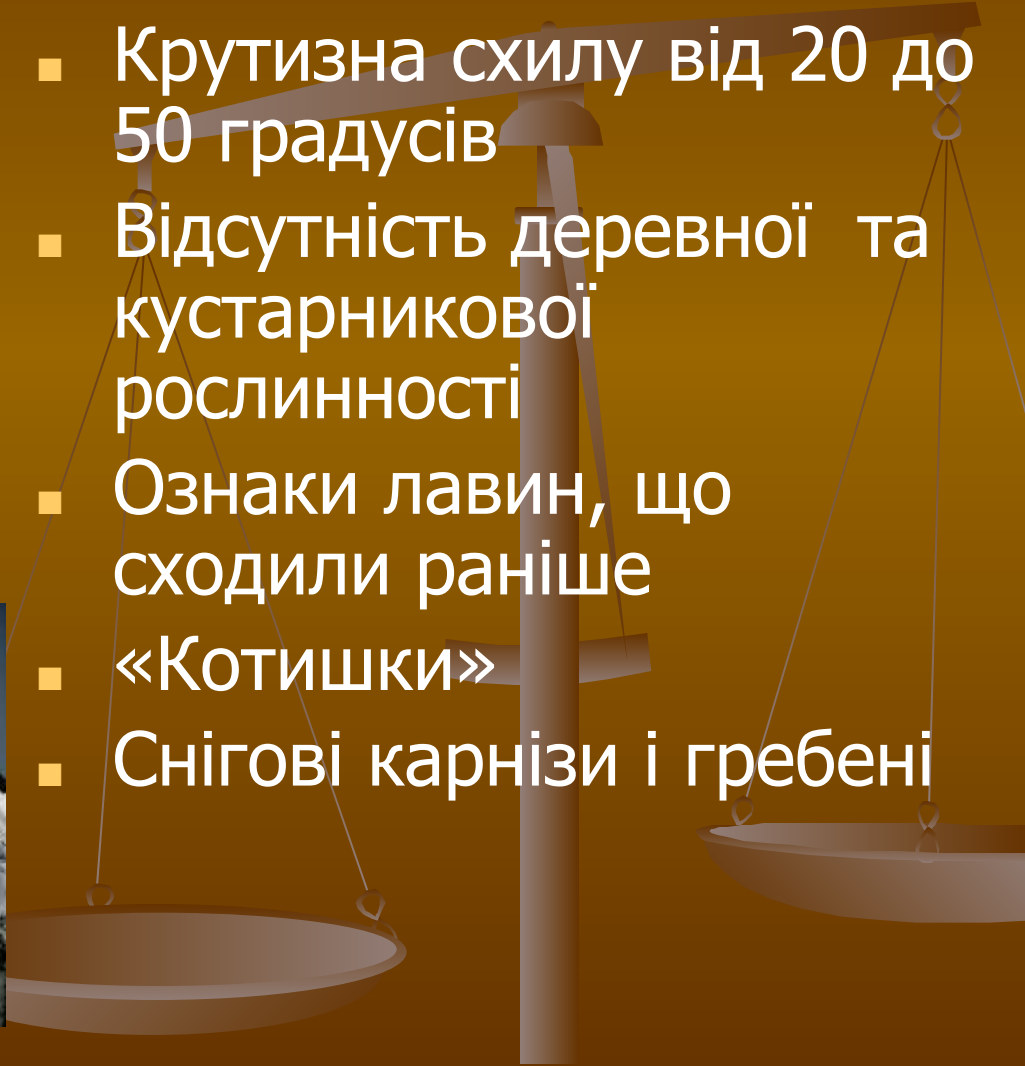 Крутизна схилу від 20 до
50 градусів
Відсутність деревної та
кустарникової
рослинності
Ознаки лавин, що
сходили раніше
«Котишки»
Снігові карнізи і гребені